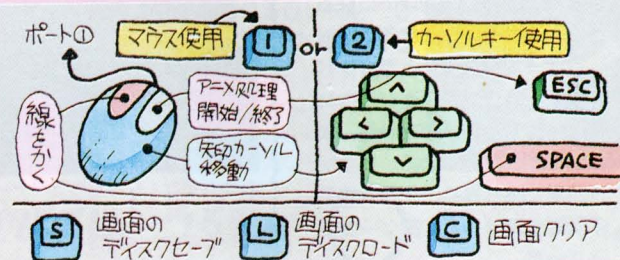 ポート①
マウス使用
1 or 2
カーソルキー使用
線をかく
アニメ処理
開始/終了
矢印カーソル
移動
^
<
>
v
ESC
SPACE
S
画面の
ディスクセーブ
L
画面の
ディスクロード
C
画面クリア